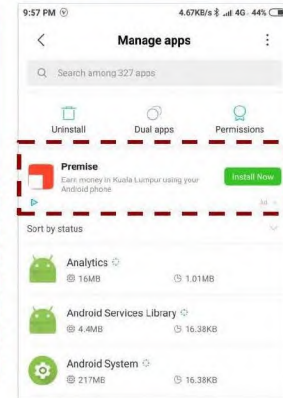 9:57 PM
4.67KB/s 4G 44%
Manage apps
Search among 327 apps
Uninstall
Dual apps
Permissions
Premise
Earn money in Kuala Lumpur using your
Android phone
Install Now
Ad
Sort by status
Analytics
16MB 1.01MB
Android Services Library
4.4MB 16.38KB
Android System
217MB 16.38KB